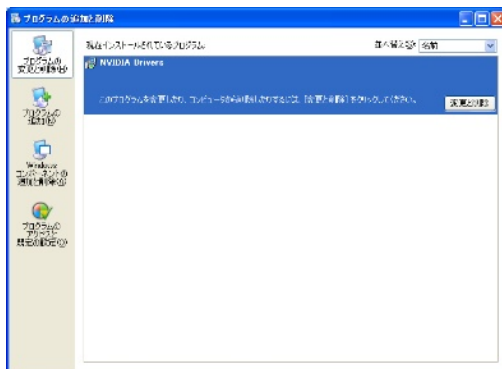 プログラムの追加と削除
プログラムの
変更と削除(H)
プログラムの
追加(N)
Windows
コンポーネントの
追加と削除(A)
プログラムの
アクセスと
既定の設定(O)
現在インストールされているプログラム:
並べ替え(S):
名前
NVIDIA Drivers
このプログラムを変更したり、コンピュータから削除したりするには、[変更と削除] をクリックしてください。
変更と削除